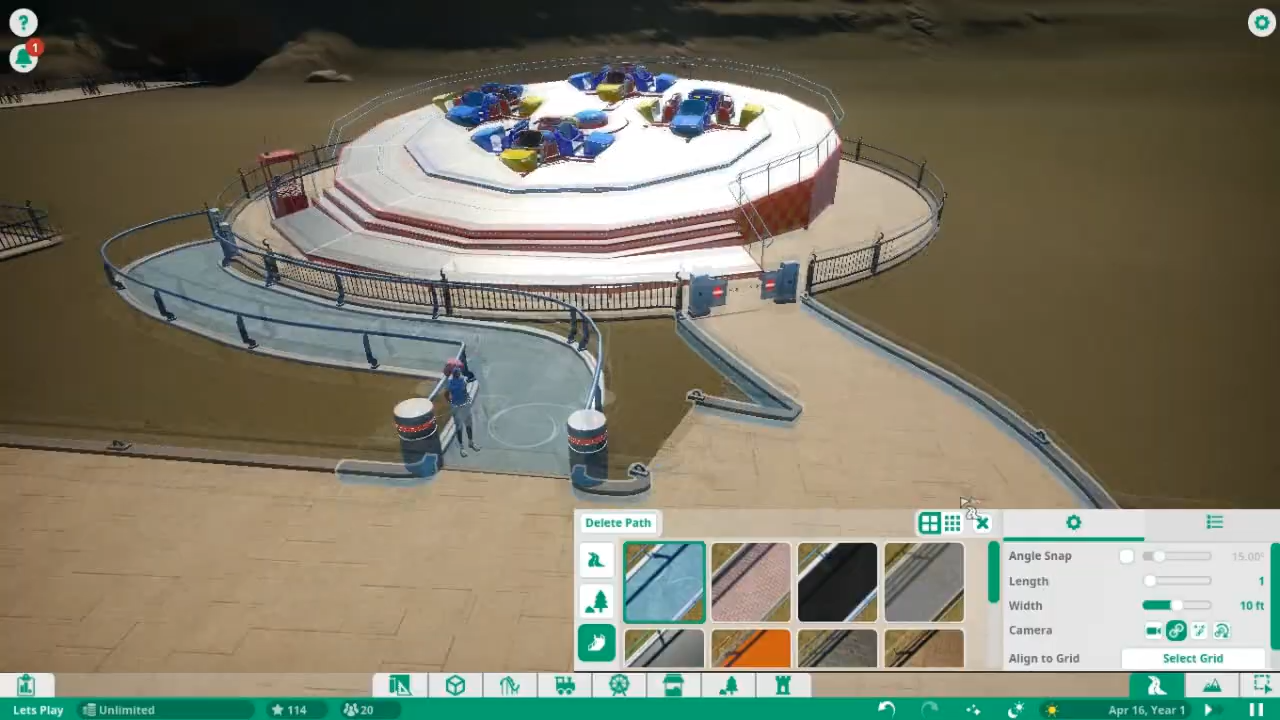 ?
1
Delete Path
Angle Snap 15.00°
Length 1
Width 10 ft
Camera
Align to Grid Select Grid
Lets Play Unlimited 114 20 Apr 16, Year 1